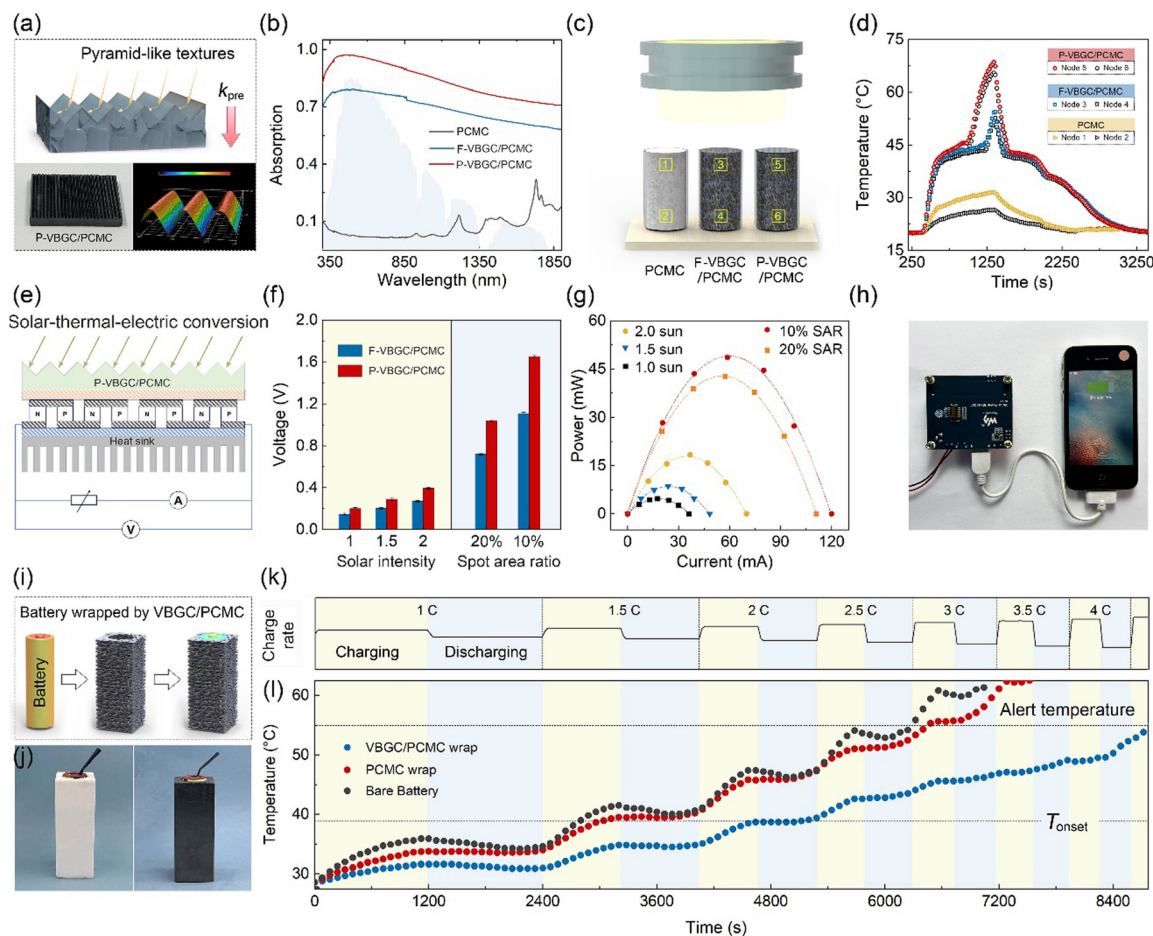 (a)
Pyramid-like textures
kpre
P-VBGC/PCMC
(b)
Absorption
1.0
0.7
0.4
0.1
PCMC
F-VBGC/PCMC
P-VBGC/PCMC
350 850 1350 1850
Wavelength (nm)
(c)
1 3 5
2 4 6
PCMC
F-VBGC
/PCMC
P-VBGC
/PCMC
(d)
Temperature (°C)
75
60
45
30
15
P-VBGC/PCMC
Node 5 Node 6
F-VBGC/PCMC
Node 3 Node 4
PCMC
Node 1 Node 2
250 1250 2250 3250
Time (s)
(e)
Solar-thermal-electric conversion
P-VBGC/PCMC
N P N P N P N P
Heat sink
A
V
(f)
Voltage (V)
2.0
1.6
1.2
0.8
0.4
0.0
F-VBGC/PCMC
P-VBGC/PCMC
1 1.5 2 20% 10%
Solar intensity Spot area ratio
(g)
Power (mW)
60
45
30
15
0
2.0 sun
1.5 sun
1.0 sun
10% SAR
20% SAR
0 30 60 90 120
Current (mA)
(h)
(i)
Battery wrapped by VBGC/PCMC
Battery
(j)
(k)
Charge
rate
1 C 1.5 C 2 C 2.5 C 3 C 3.5 C 4 C
Charging Discharging
(l)
Temperature (°C)
60
50
40
30
Alert temperature
VBGC/PCMC wrap
PCMC wrap
Bare Battery
Tonset
0 1200 2400 3600 4800 6000 7200 8400
Time (s)